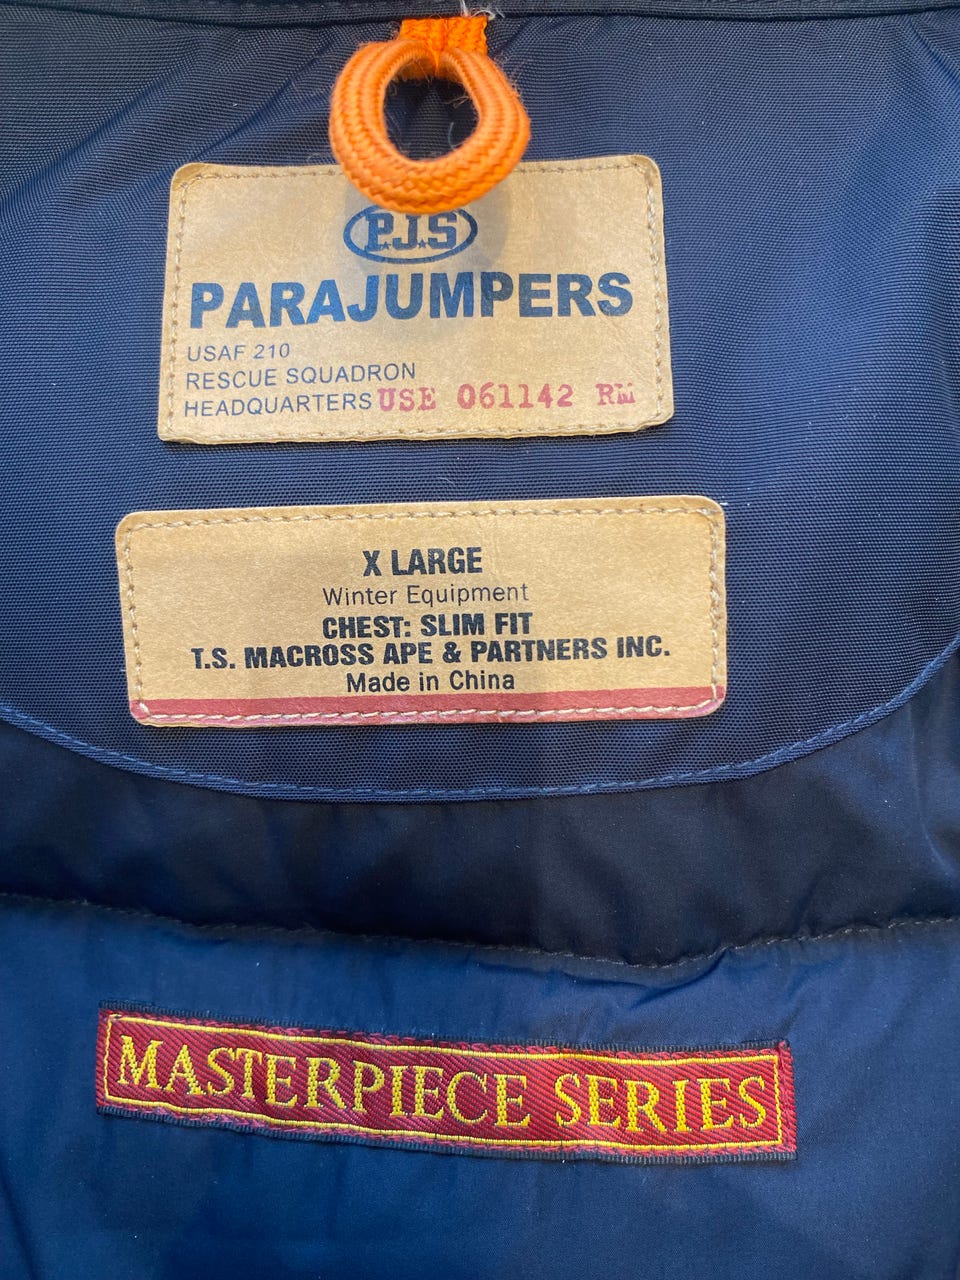 P.J.S
PARAJUMPERS
USAF 210
RESCUE SQUADRON
HEADQUARTERS USE 061142 RM
X LARGE
Winter Equipment
CHEST: SLIM FIT
T.S. MACROSS APE & PARTNERS INC.
Made in China
MASTERPIECE SERIES